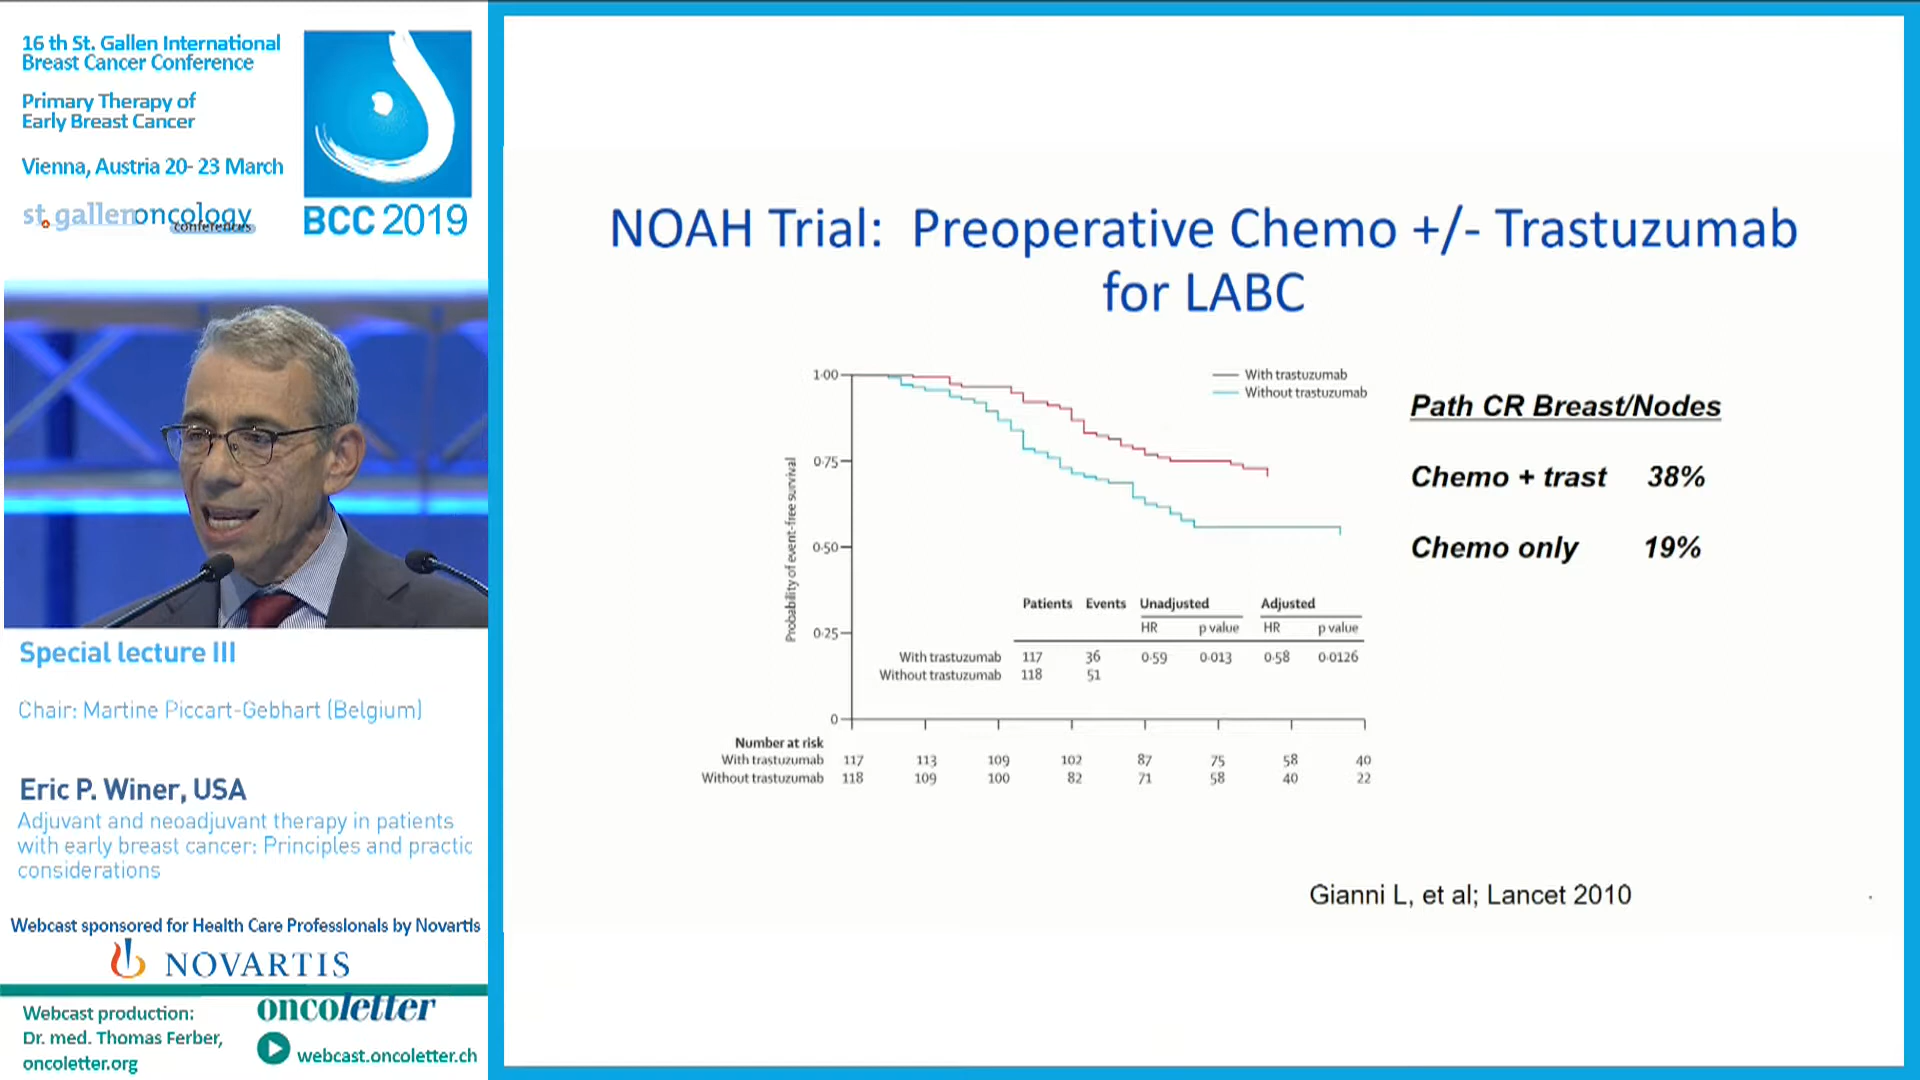 16 th St. Gallen International
Breast Cancer Conference
Primary Therapy of
Early Breast Cancer
Vienna, Austria 20- 23 March
st.gallenoncology
conferences
BCC 2019
Special lecture III
Chair: Martine Piccart-Gebhart (Belgium)
Eric P. Winer, USA
Adjuvant and neoadjuvant therapy in patients
with early breast cancer: Principles and practic
considerations
Webcast sponsored for Health Care Professionals by Novartis
NOVARTIS
Webcast production:
Dr. med. Thomas Ferber,
oncoletter.org
oncoletter
webcast.oncoletter.ch
NOAH Trial: Preoperative Chemo +/- Trastuzumab
for LABC
With trastuzumab
Without trastuzumab
Probability of event-free survival
1·00
0·75
0·50
0·25
0
Patients Events Unadjusted Adjusted
HR p value HR p value
With trastuzumab 117 36 0·59 0·013 0·58 0·0126
Without trastuzumab 118 51
Number at risk
With trastuzumab 117 113 109 102 87 75 58 40
Without trastuzumab 118 109 100 82 71 58 40 22
Path CR Breast/Nodes
Chemo + trast 38%
Chemo only 19%
Gianni L, et al; Lancet 2010